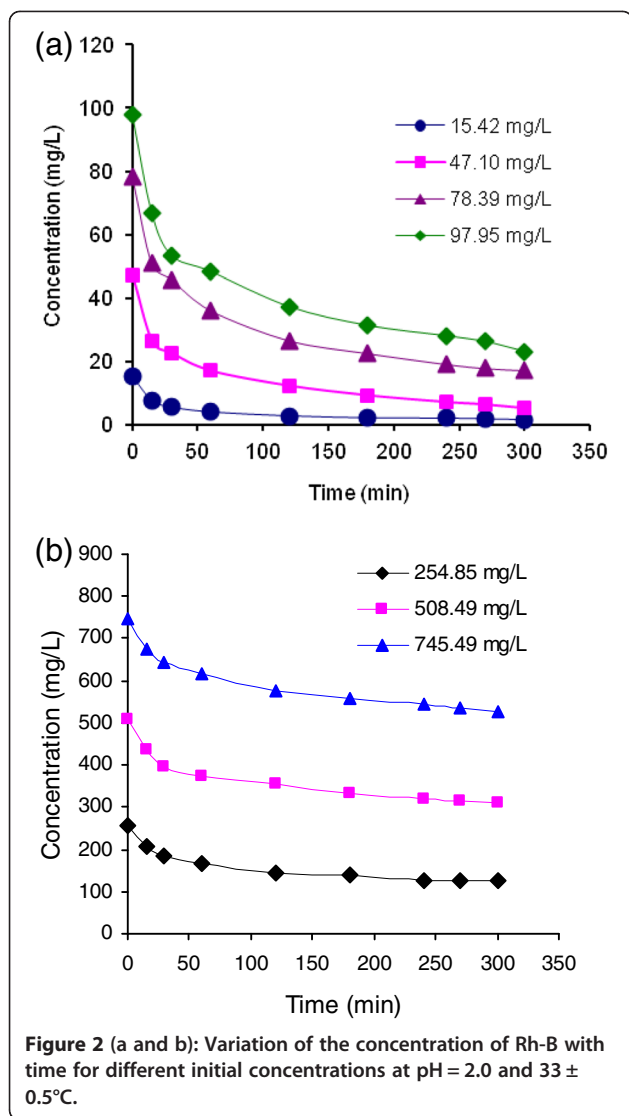 (a)
120
100
80
60
40
20
0
Concentration (mg/L)
15.42 mg/L
47.10 mg/L
78.39 mg/L
97.95 mg/L
0 50 100 150 200 250 300 350
Time (min)
(b)
900
800
700
600
500
400
300
200
100
0
Concentration (mg/L)
254.85 mg/L
508.49 mg/L
745.49 mg/L
0 50 100 150 200 250 300 350
Time (min)
Figure 2 (a and b): Variation of the concentration of Rh-B with
time for different initial concentrations at pH = 2.0 and 33 ±
0.5°C.